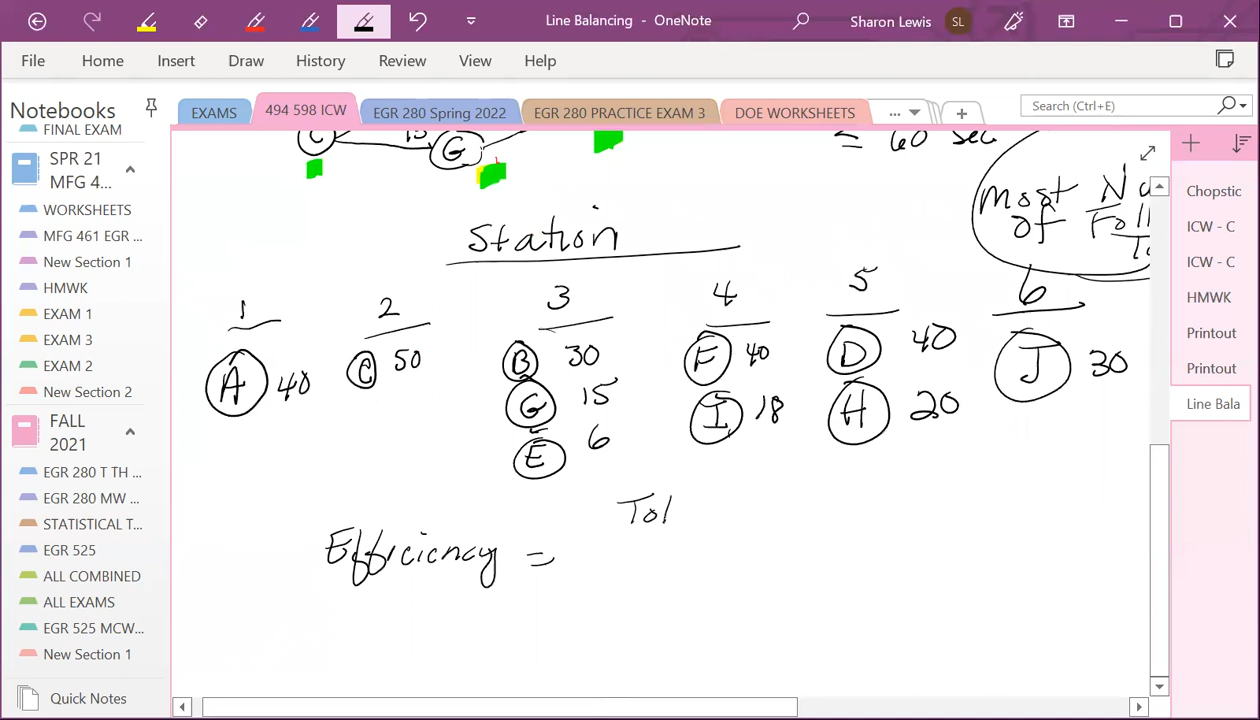 Line Balancing - OneNote
Sharon Lewis
SL
File Home Insert Draw History Review View Help
Notebooks
EXAMS
494 598 ICW
EGR 280 Spring 2022
EGR 280 PRACTICE EXAM 3
DOE WORKSHEETS
...
Search (Ctrl+E)
FINAL EXAM
SPR 21
MFG 4...
WORKSHEETS
MFG 461 EGR ...
New Section 1
HMWK
EXAM 1
EXAM 3
EXAM 2
New Section 2
FALL
2021
EGR 280 T TH ...
EGR 280 MW ...
STATISTICAL T...
EGR 525
ALL COMBINED
ALL EXAMS
EGR 525 MCW...
New Section 1
Quick Notes
C 15 G
= 60 sec
Most N
of Foll
Station
1 2 3 4 5 6
A 40 C 50 B 30 F 40 D 40 J 30
G 15 I 18 H 20
E 6
Tol
Efficiency =
Chopstic
ICW - C
ICW - C
HMWK
Printout
Printout
Line Bala